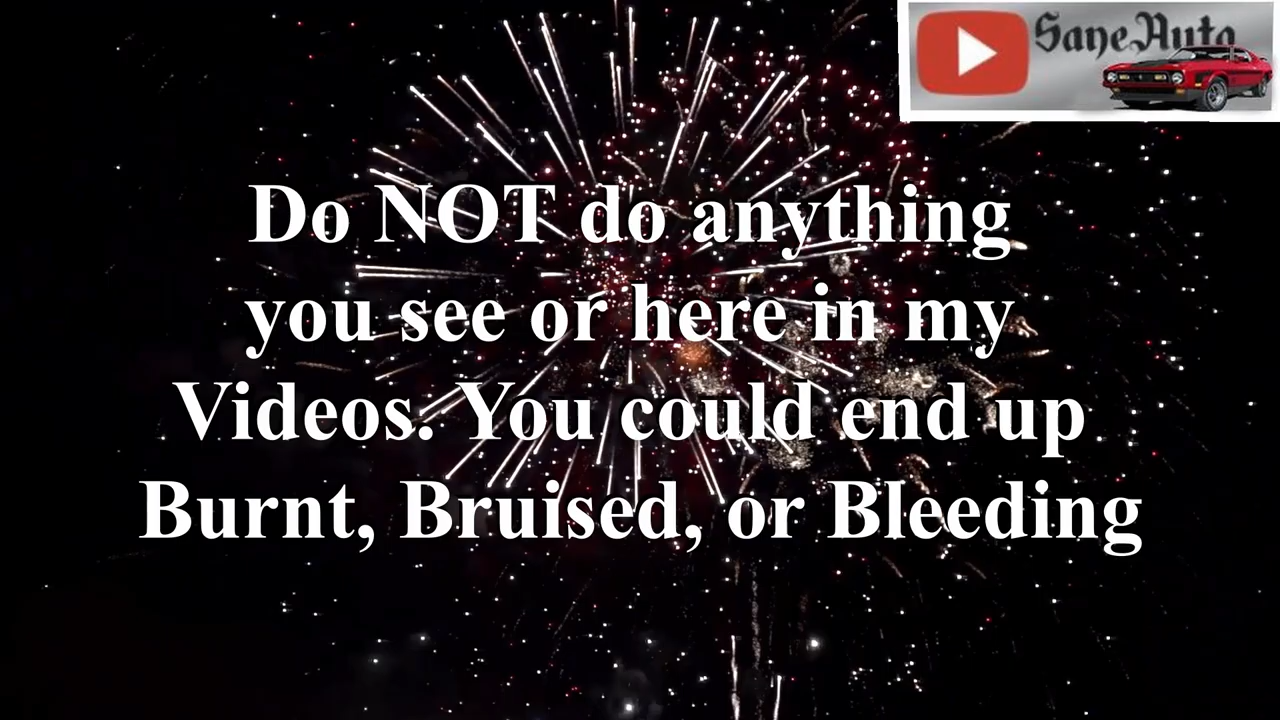 SaneAuto
Do NOT do anything
you see or here in my
Videos. You could end up
Burnt, Bruised, or Bleeding